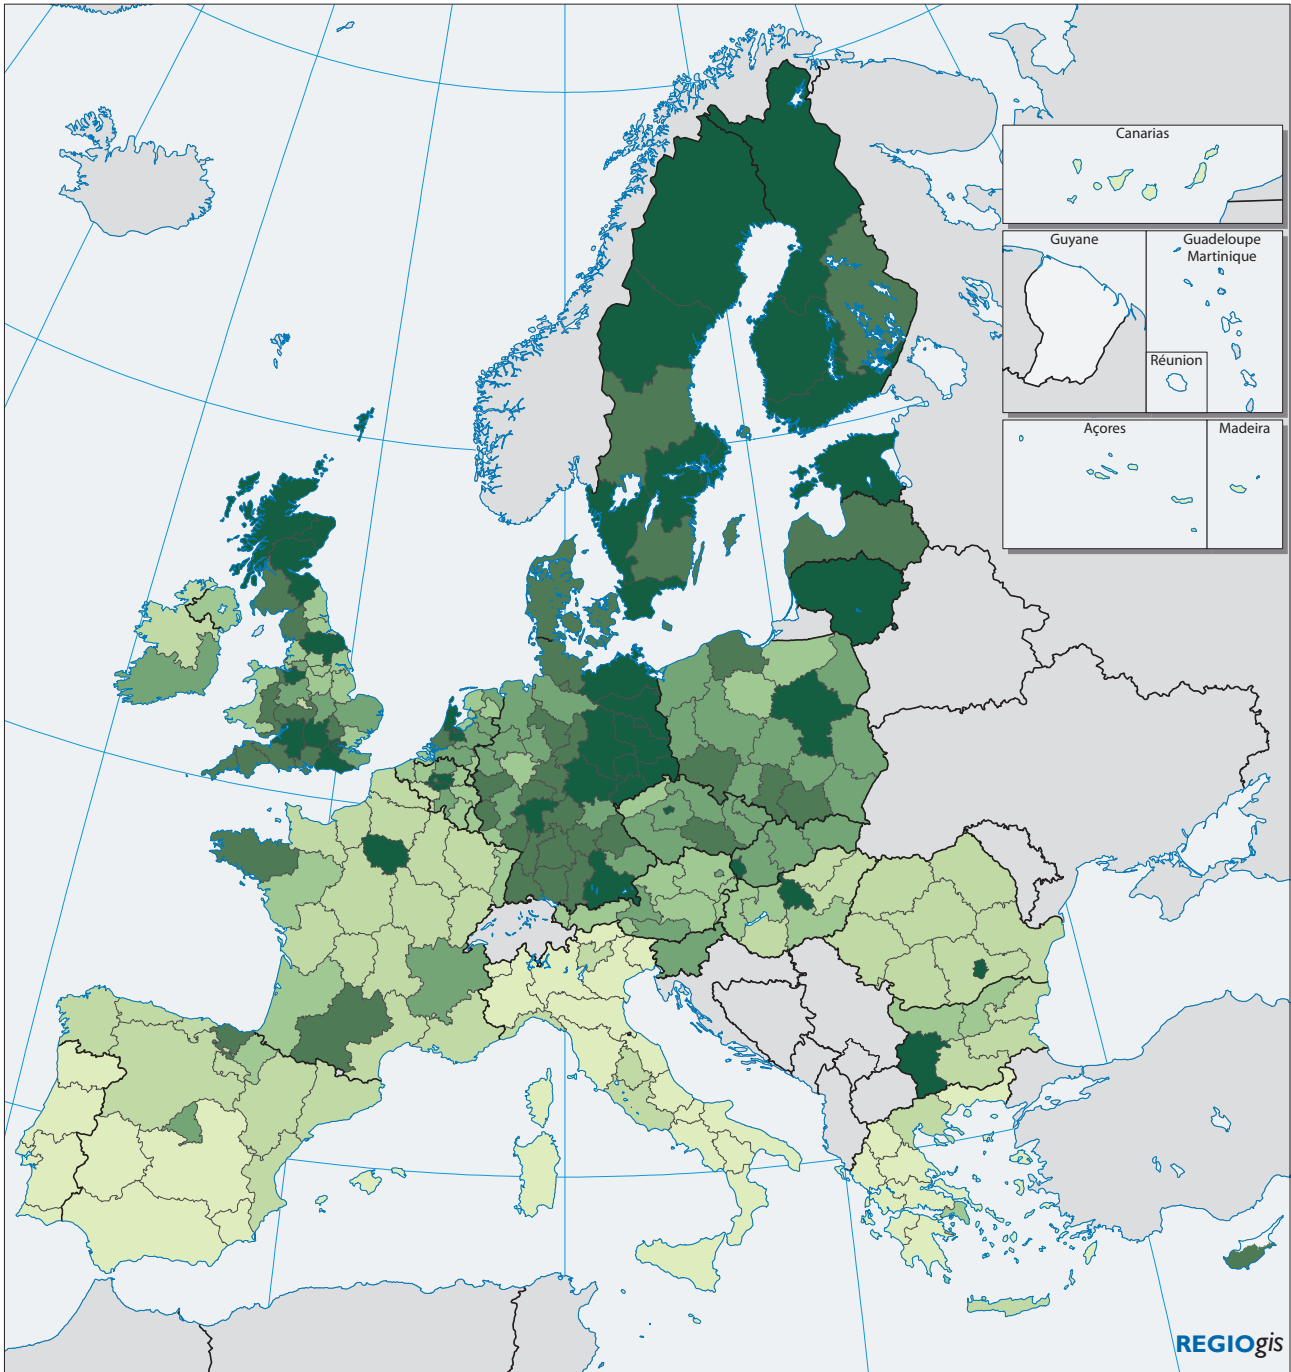 Canarias
Guyane
Guadeloupe
Martinique
Réunion
Açores
Madeira
REGIOgis